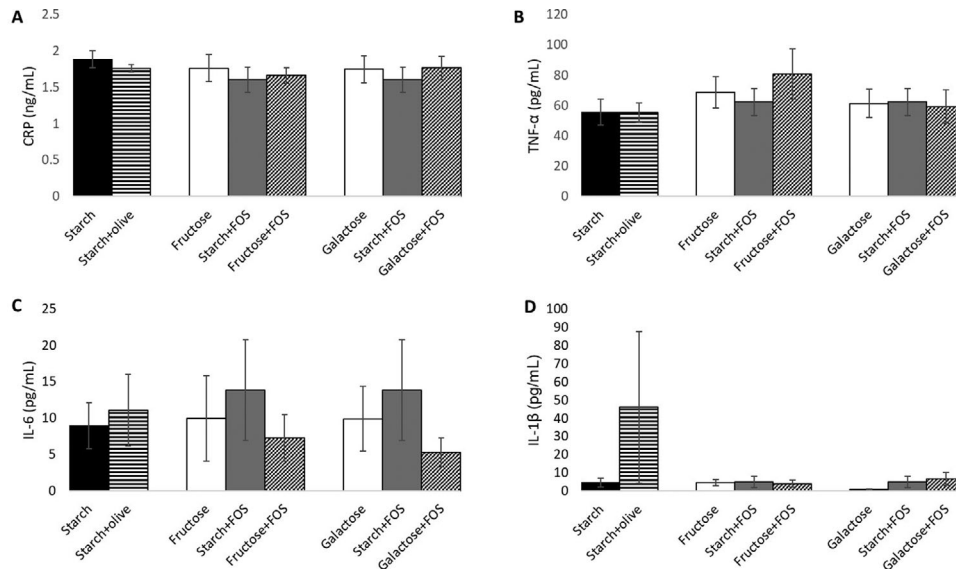 A
CRP (ng/mL)
2.5
2
1.5
1
0.5
0
Starch
Starch+olive
Fructose
Starch+FOS
Fructose+FOS
Galactose
Starch+FOS
Galactose+FOS
B
TNF-α (pg/mL)
120
100
80
60
40
20
0
Starch
Starch+olive
Fructose
Starch+FOS
Fructose+FOS
Galactose
Starch+FOS
Galactose+FOS
C
IL-6 (pg/mL)
25
20
15
10
5
0
Starch
Starch+olive
Fructose
Starch+FOS
Fructose+FOS
Galactose
Starch+FOS
Galactose+FOS
D
IL-1β (pg/mL)
100
90
80
70
60
50
40
30
20
10
0
Starch
Starch+olive
Fructose
Starch+FOS
Fructose+FOS
Galactose
Starch+FOS
Galactose+FOS